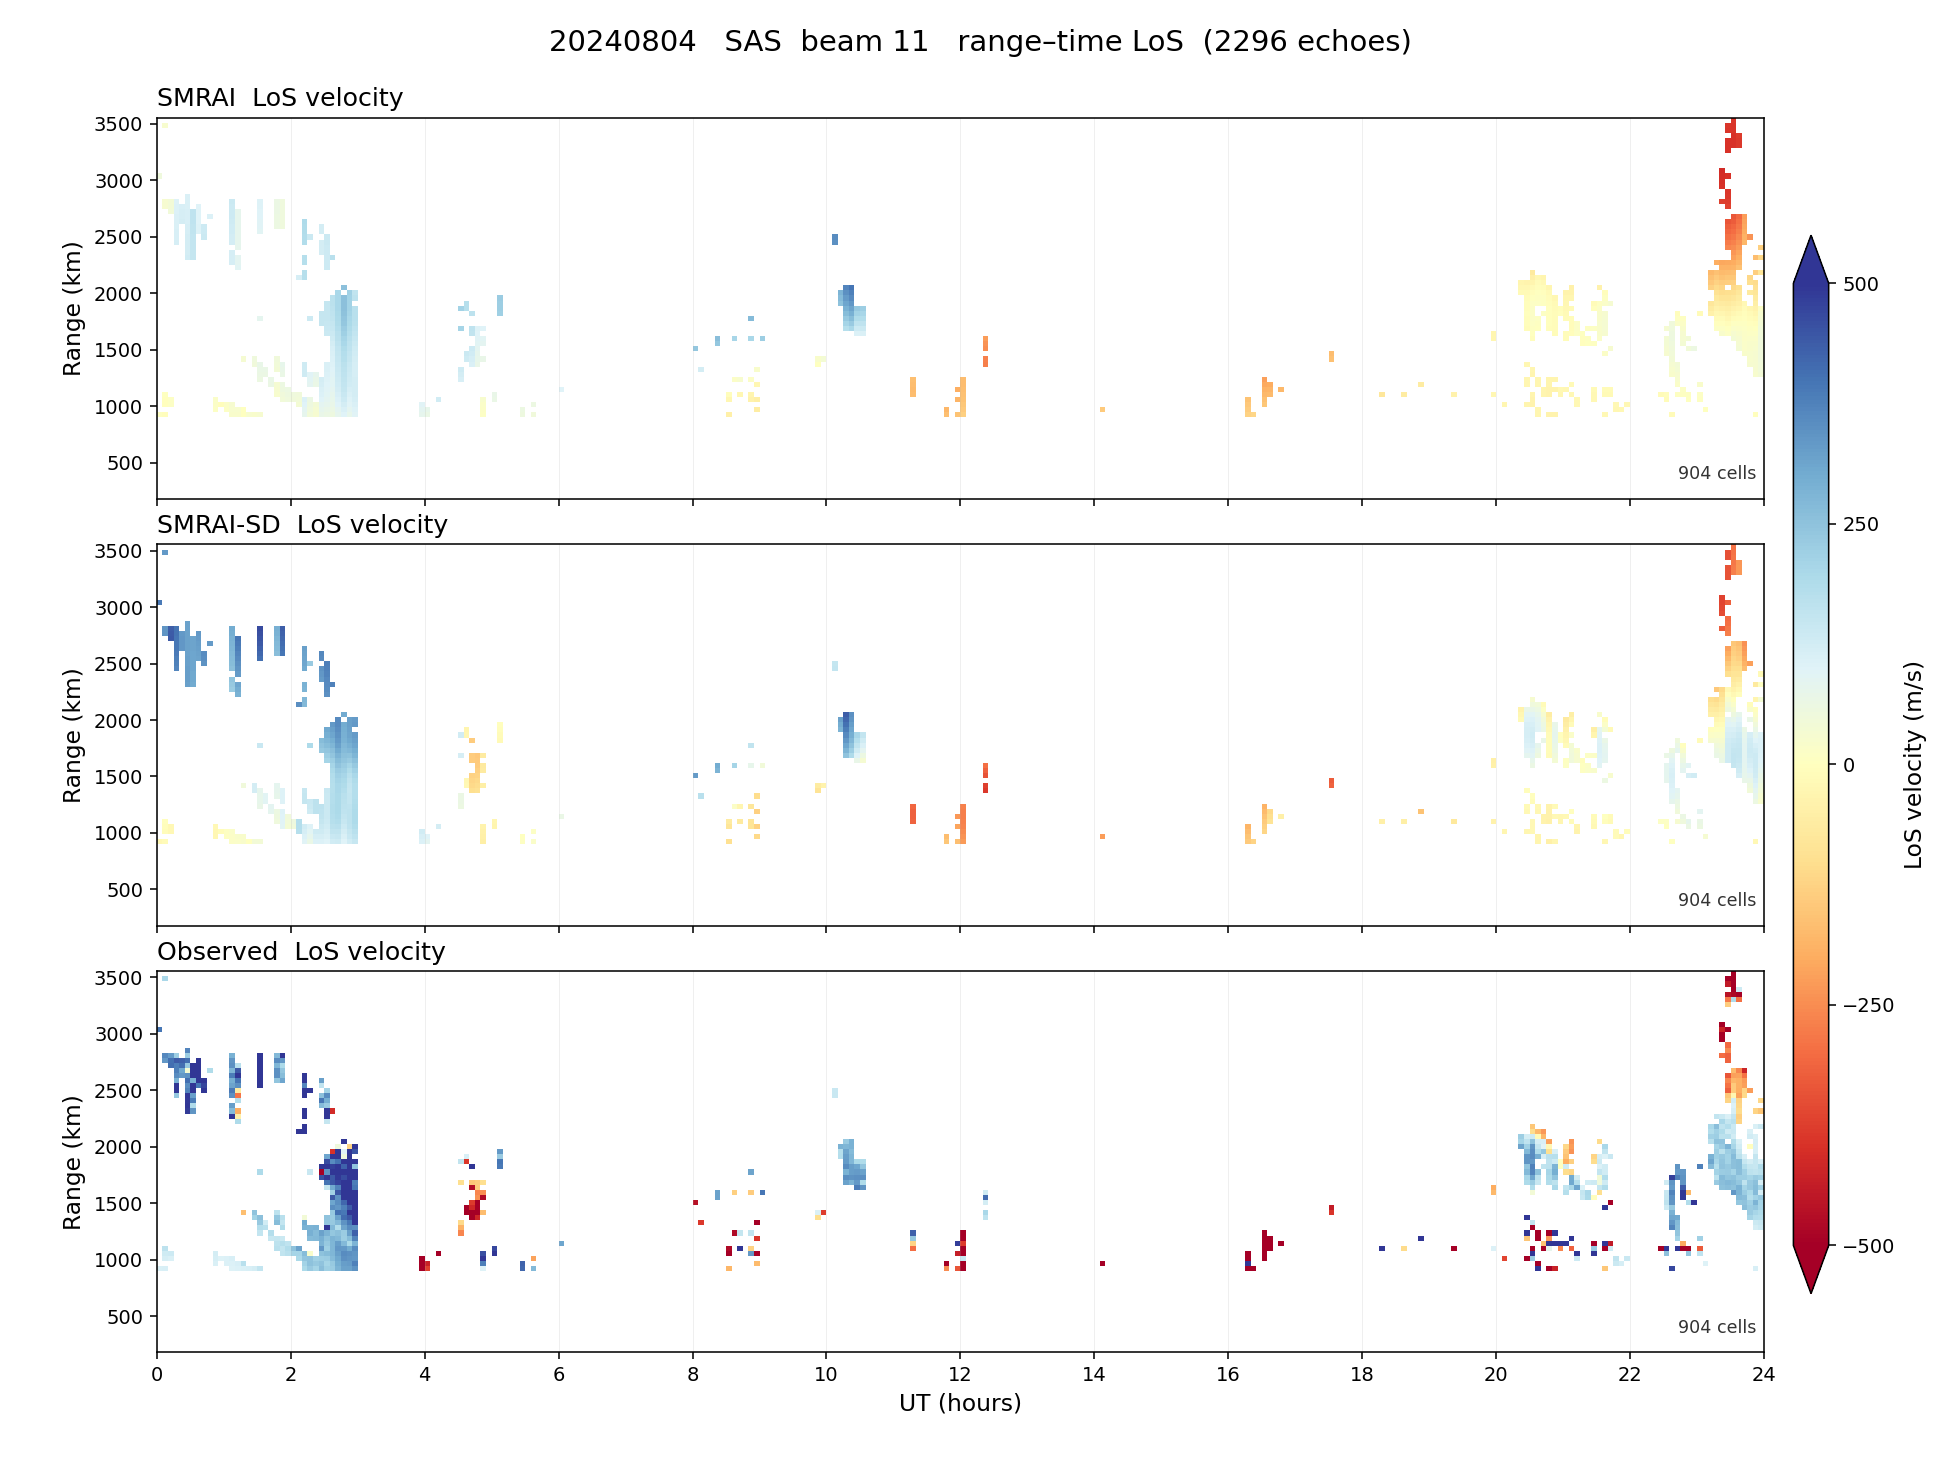 20240804   SAS  beam 11   range–time LoS  (2296 echoes)
SMRAI  LoS velocity
3500
3000
2500
2000
1500
1000
500
Range (km)
904 cells
SMRAI-SD  LoS velocity
3500
3000
2500
2000
1500
1000
500
Range (km)
904 cells
Observed  LoS velocity
3500
3000
2500
2000
1500
1000
500
Range (km)
904 cells
0 2 4 6 8 10 12 14 16 18 20 22 24
UT (hours)
500
250
0
−250
−500
LoS velocity (m/s)